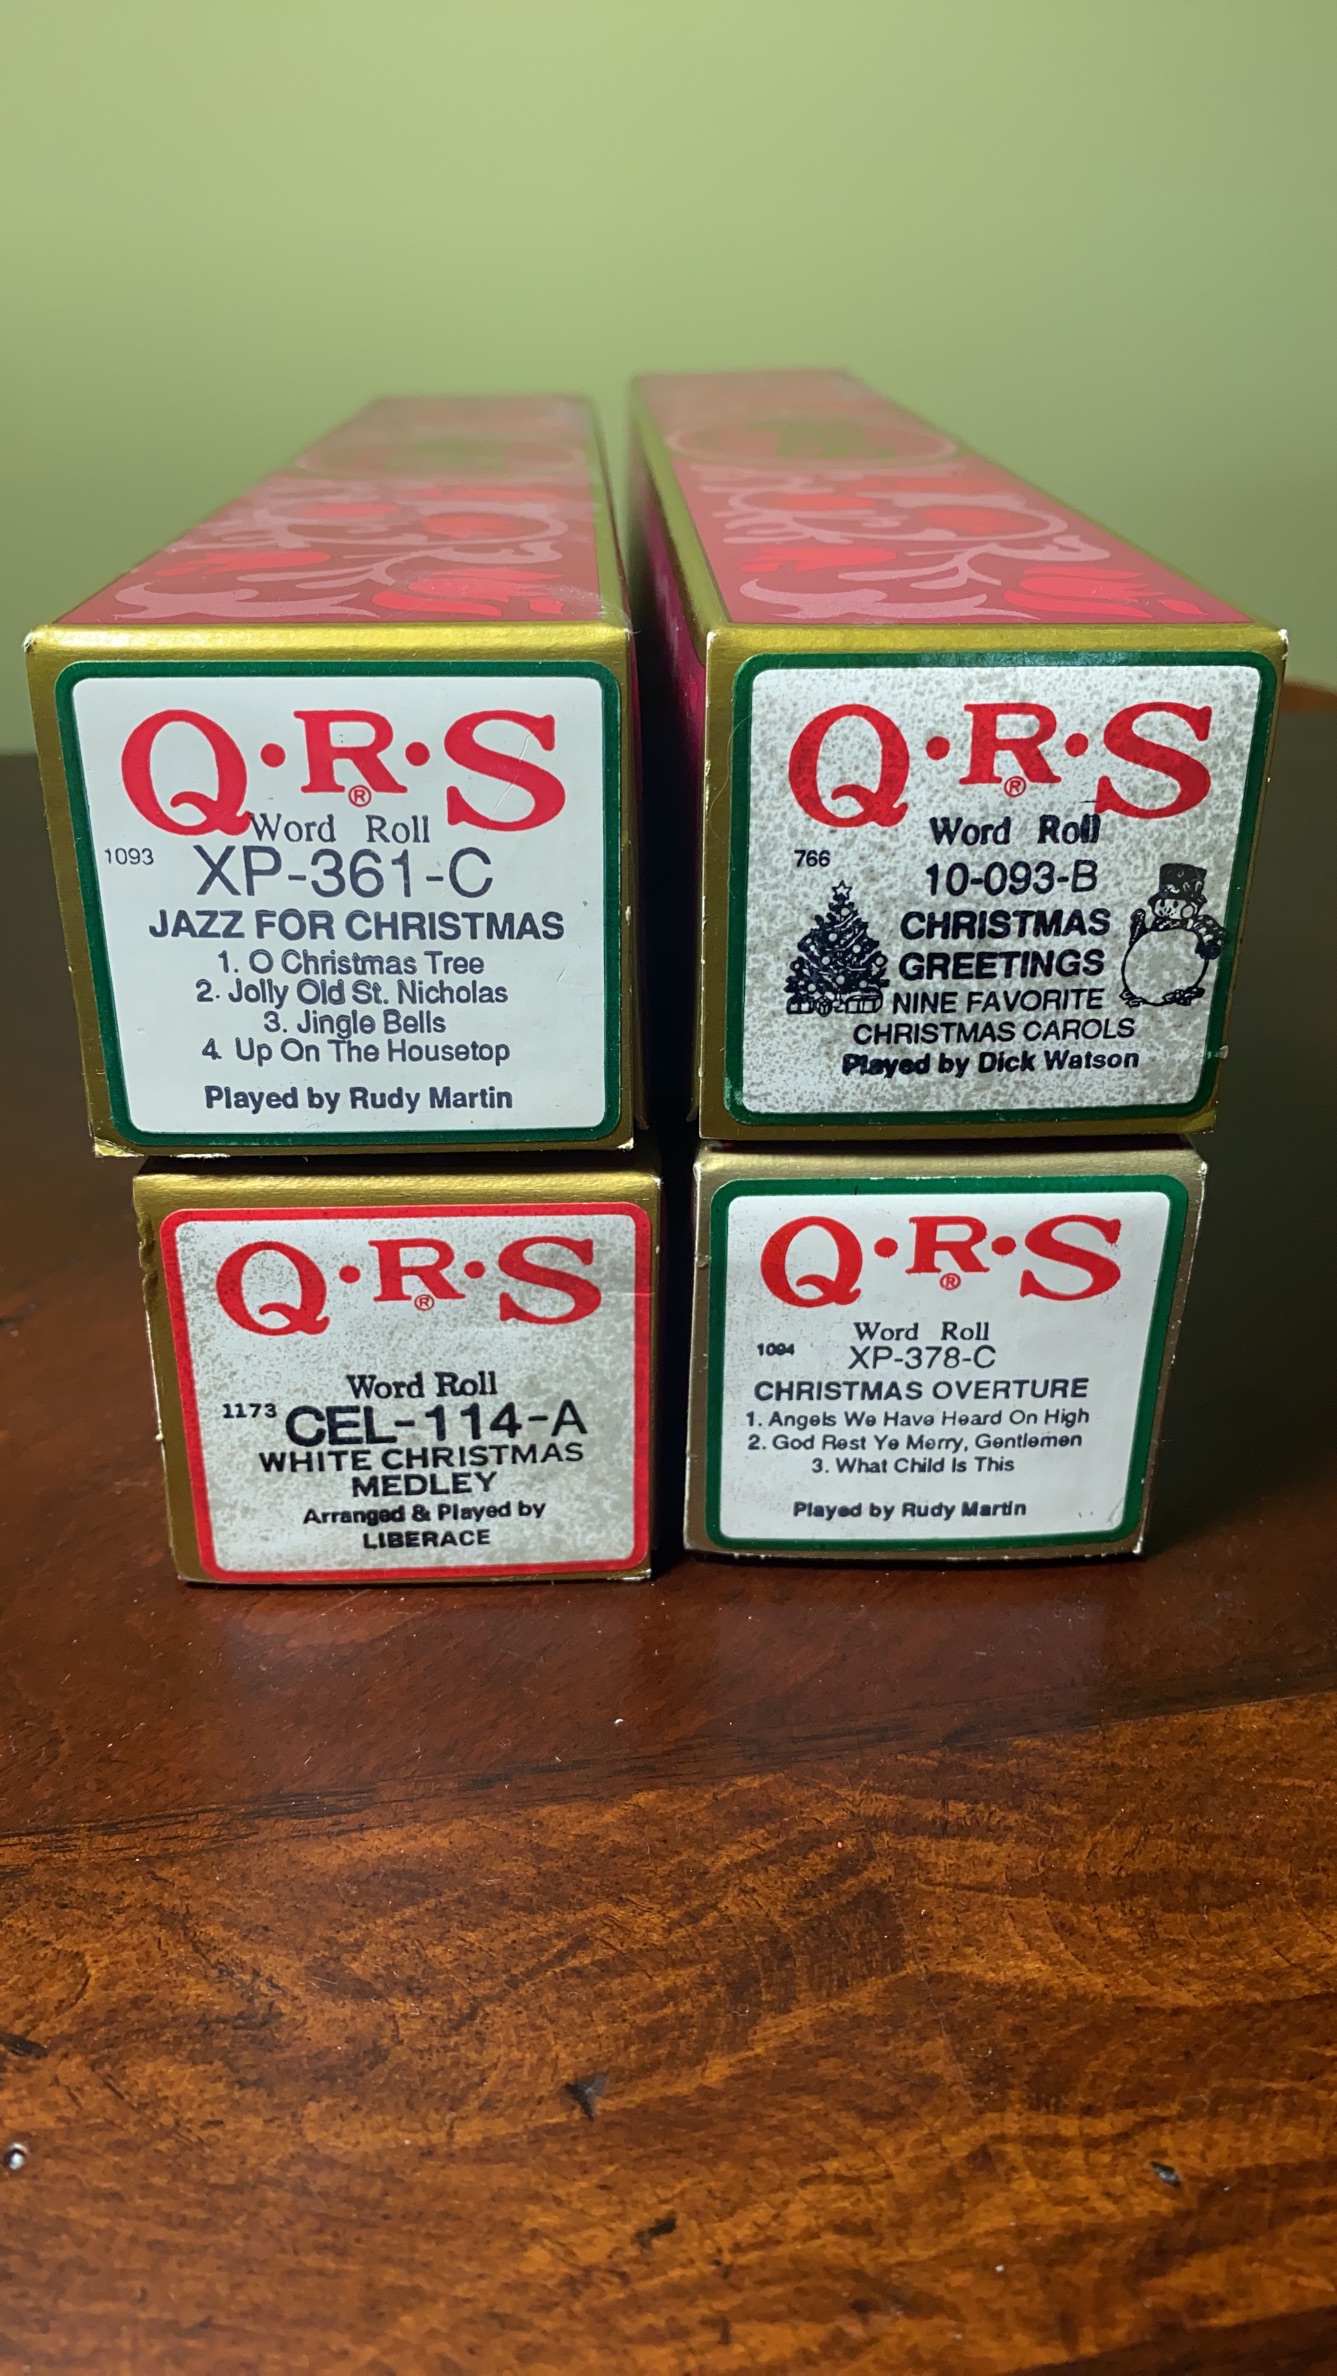 Q·R·S
®
Word Roll
1093 XP-361-C
JAZZ FOR CHRISTMAS
1. O Christmas Tree
2. Jolly Old St. Nicholas
3. Jingle Bells
4. Up On The Housetop
Played by Rudy Martin
Q·R·S
®
Word Roll
766 10-093-B
CHRISTMAS
GREETINGS
NINE FAVORITE
CHRISTMAS CAROLS
Played by Dick Watson
Q·R·S
®
Word Roll
1173 CEL-114-A
WHITE CHRISTMAS
MEDLEY
Arranged & Played by
LIBERACE
Q·R·S
®
Word Roll
1094 XP-378-C
CHRISTMAS OVERTURE
1. Angels We Have Heard On High
2. God Rest Ye Merry, Gentlemen
3. What Child Is This
Played by Rudy Martin